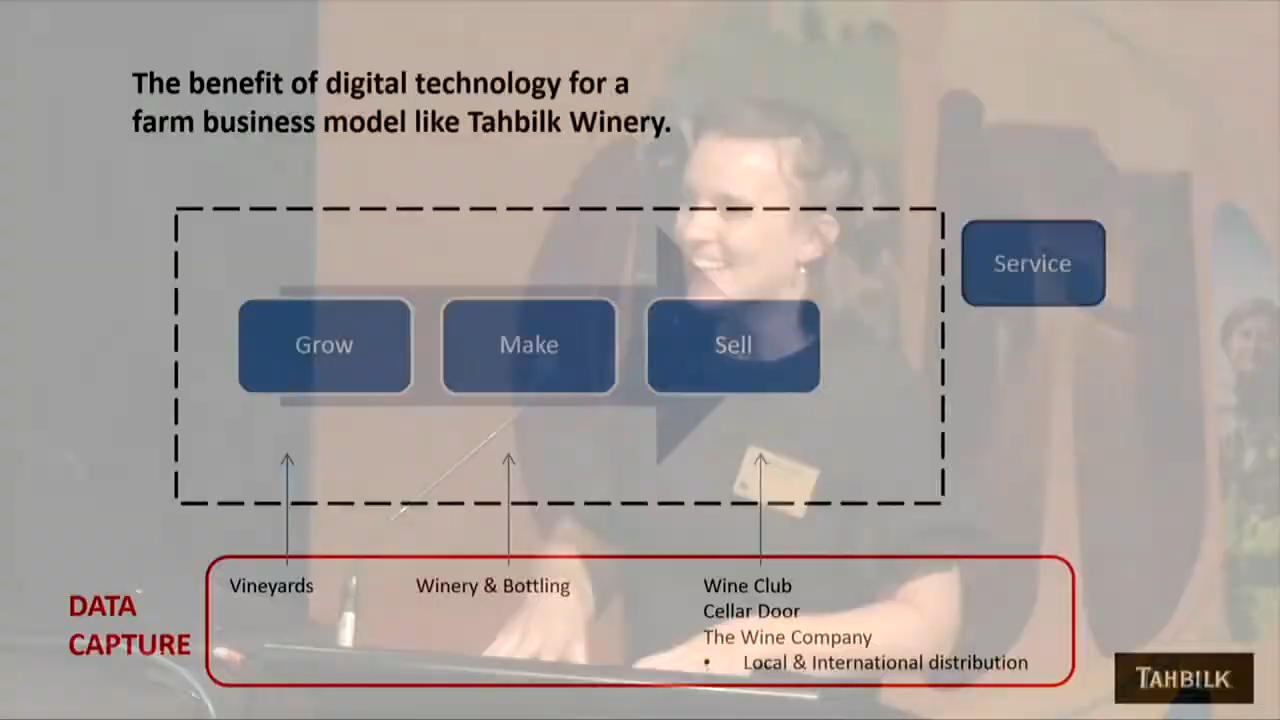 The benefit of digital technology for a
farm business model like Tahbilk Winery.
Service
Grow
Make
Sell
DATA
CAPTURE
Vineyards
Winery & Bottling
Wine Club
Cellar Door
The Wine Company
• Local & International distribution
TAHBILK